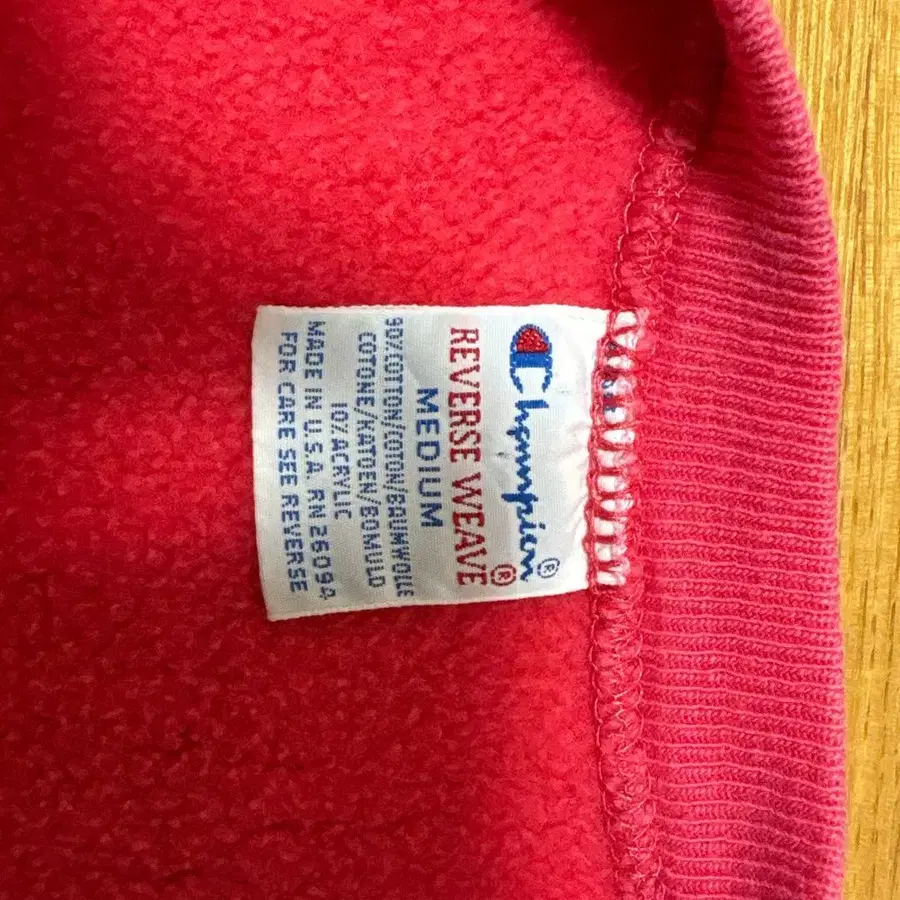 Champion®
REVERSE WEAVE®
MEDIUM
90%COTTON/COTON/BAUMWOLLE
COTONE/KATOEN/BOMULD
10%ACRYLIC
MADE IN U.S.A. RN 26094
FOR CARE SEE REVERSE